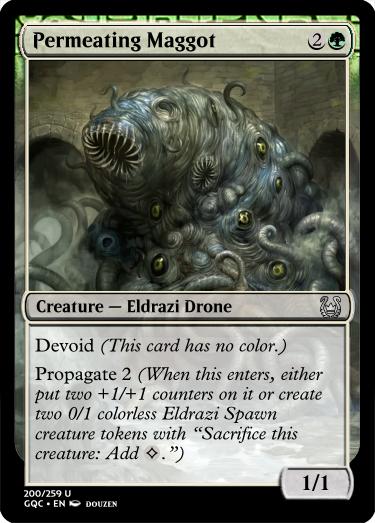 Permeating Maggot 2
Creature — Eldrazi Drone
Devoid (This card has no color.)
Propagate 2 (When this enters, either
put two +1/+1 counters on it or create
two 0/1 colorless Eldrazi Spawn
creature tokens with “Sacrifice this
creature: Add ◇.”)
1/1
200/259 U
GQC • EN DOUZEN